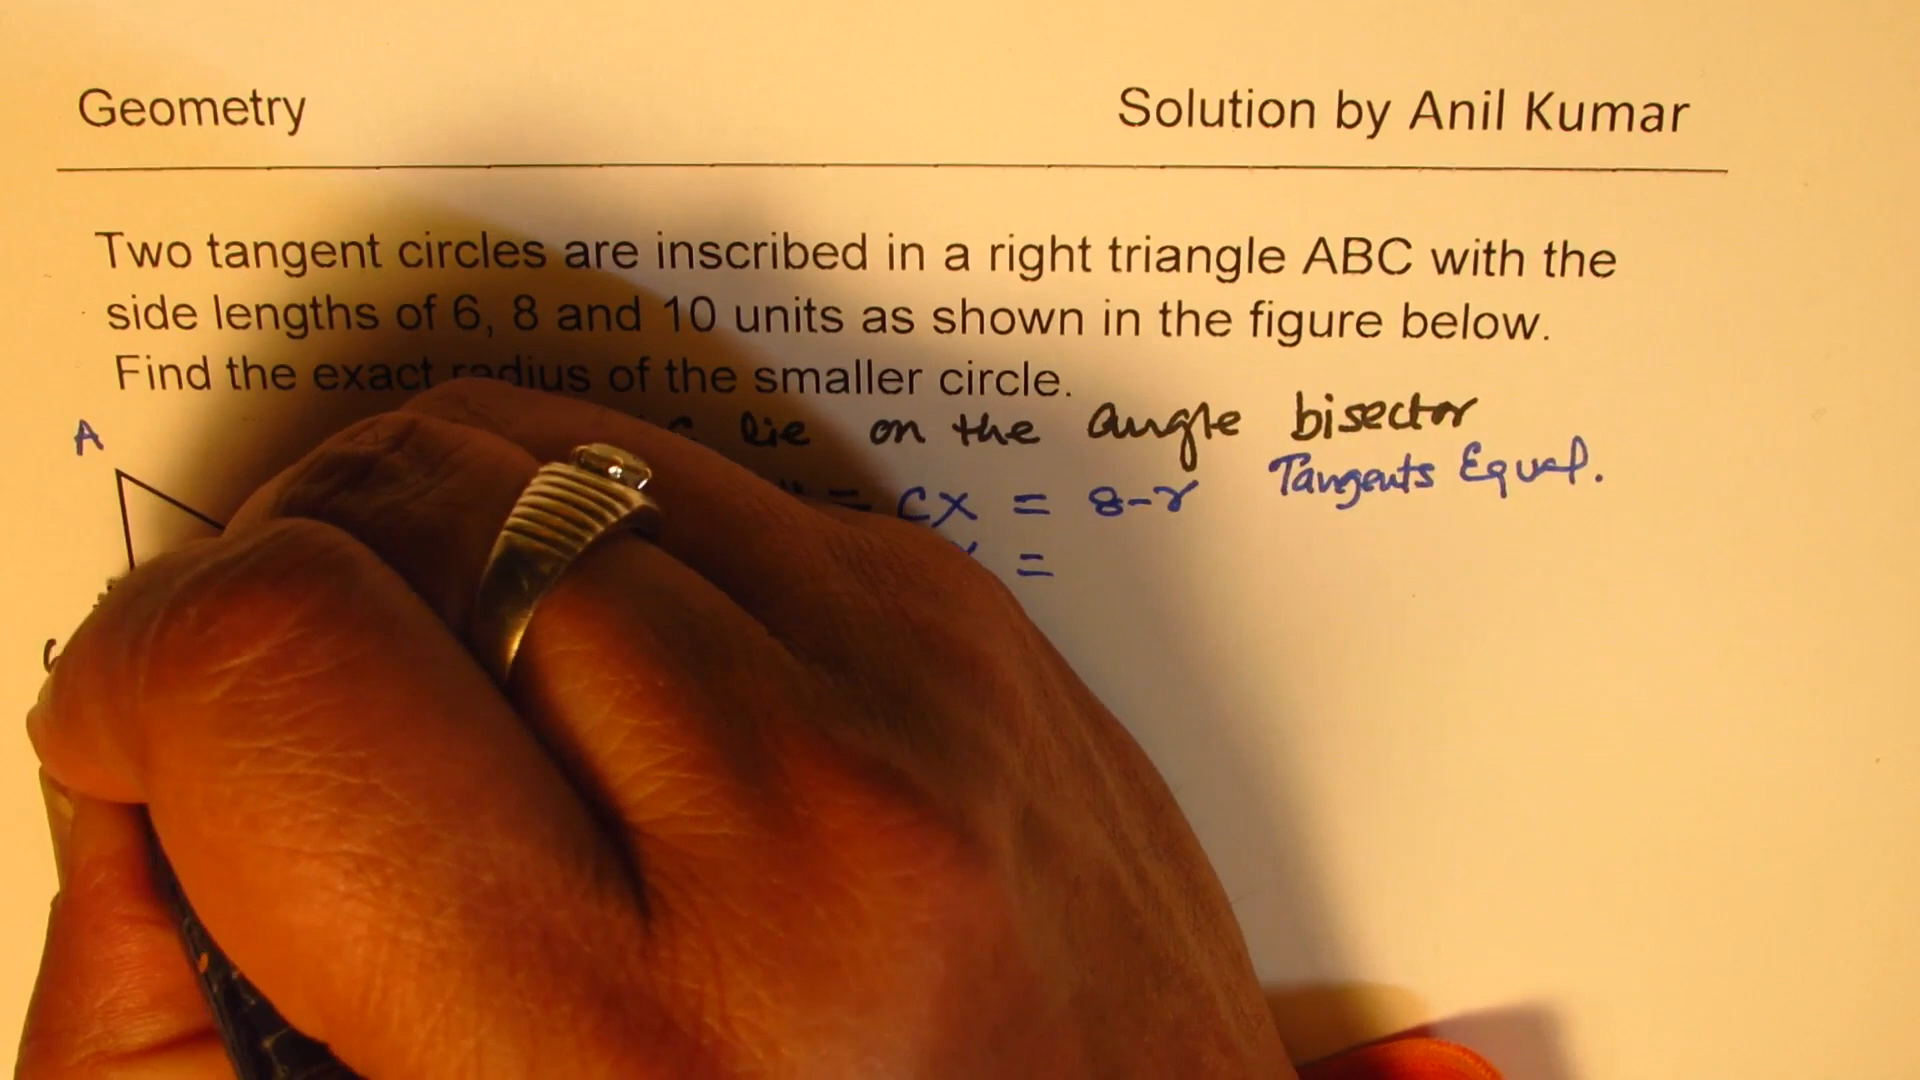 Geometry
Solution by Anil Kumar
Two tangent circles are inscribed in a right triangle ABC with the
side lengths of 6, 8 and 10 units as shown in the figure below.
Find the exact radius of the smaller circle.
lie on the angle bisector
A
Tangents Equal.
= CX = 8-r
=
6